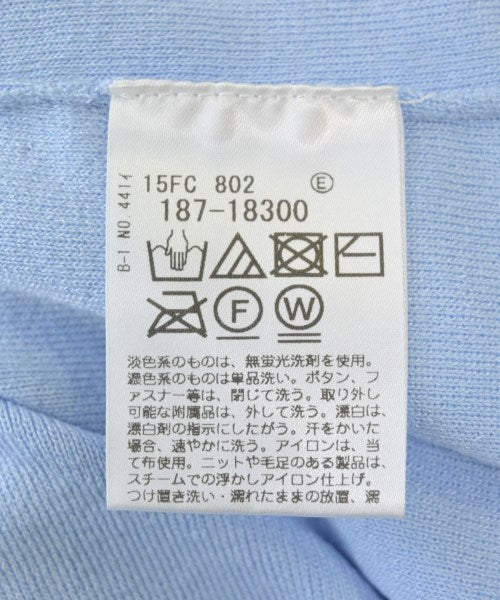 B-I NO.441イ
15FC 802 Ⓔ
187-18300
F W
淡色系のものは、無蛍光洗剤を使用。
濃色系のものは単品洗い。ボタン、フ
ァスナー等は、閉じて洗う。取り外し
可能な附属品は、外して洗う。漂白は、
漂白剤の指示にしたがう。汗をかいた
場合、速やかに洗う。アイロンは、当
て布使用。ニットや毛足のある製品は、
スチームでの浮かしアイロン仕上げ。
つけ置き洗い・濡れたままの放置、濡